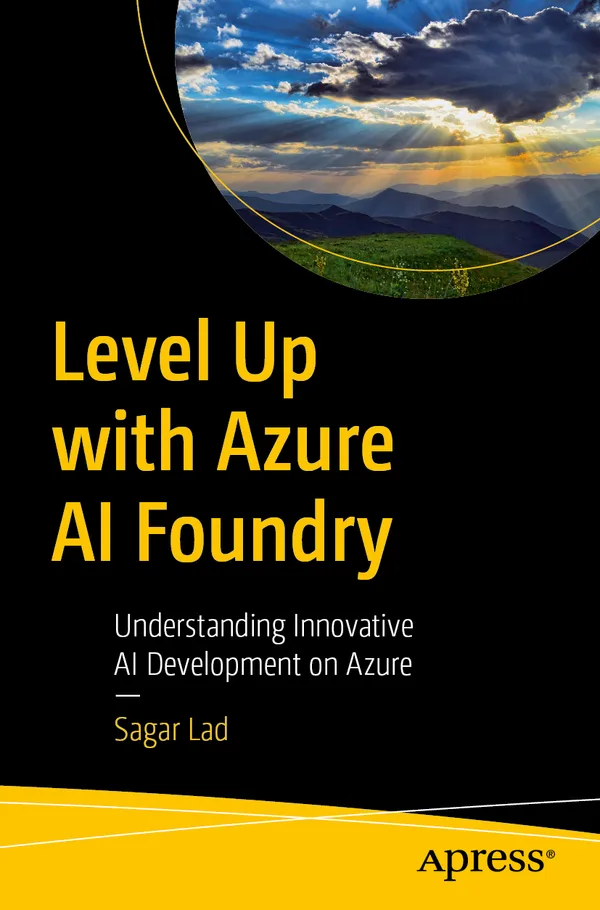 Level Up
with Azure
AI Foundry
Understanding Innovative
AI Development on Azure
—
Sagar Lad
Apress®